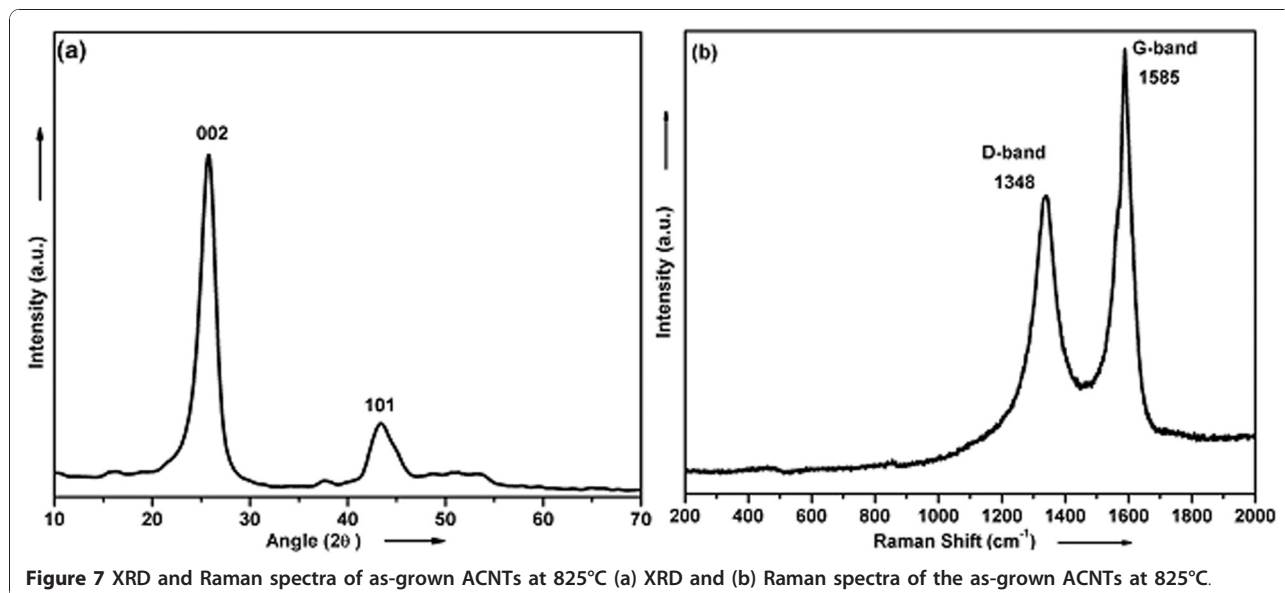 (a)
002
101
Intensity (a.u.)
10 20 30 40 50 60 70
Angle (2θ )
(b)
G-band
1585
D-band
1348
Intensity (a.u.)
200 400 600 800 1000 1200 1400 1600 1800 2000
Raman Shift (cm⁻¹)
Figure 7 XRD and Raman spectra of as-grown ACNTs at 825°C (a) XRD and (b) Raman spectra of the as-grown ACNTs at 825°C.